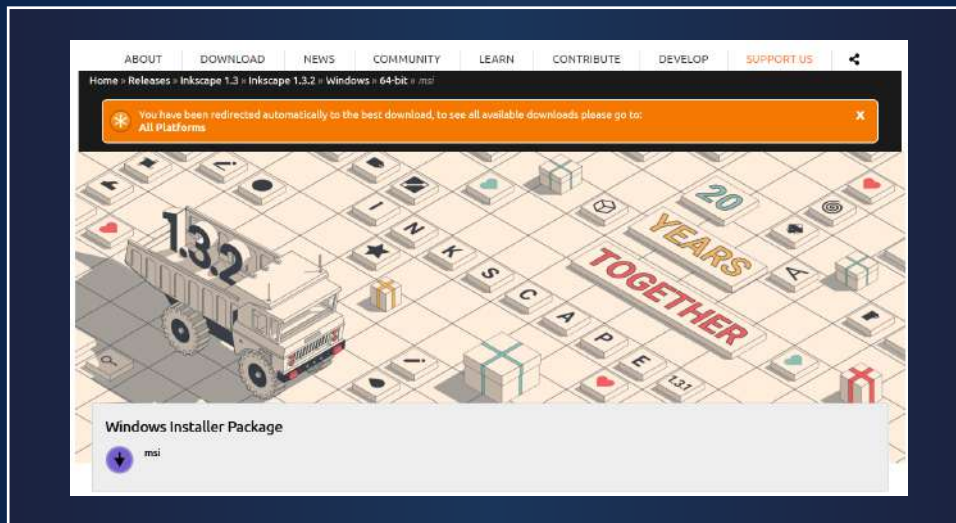 ABOUT DOWNLOAD NEWS COMMUNITY LEARN CONTRIBUTE DEVELOP SUPPORT US
Home » Releases » Inkscape 1.3 » Inkscape 1.3.2 » Windows » 64-bit » msi
You have been redirected automatically to the best download, to see all available downloads please go to:
All Platforms
X
1.3.2
INKSCAPE
1.3.1
20
YEARS
TOGETHER
A
Windows Installer Package
msi